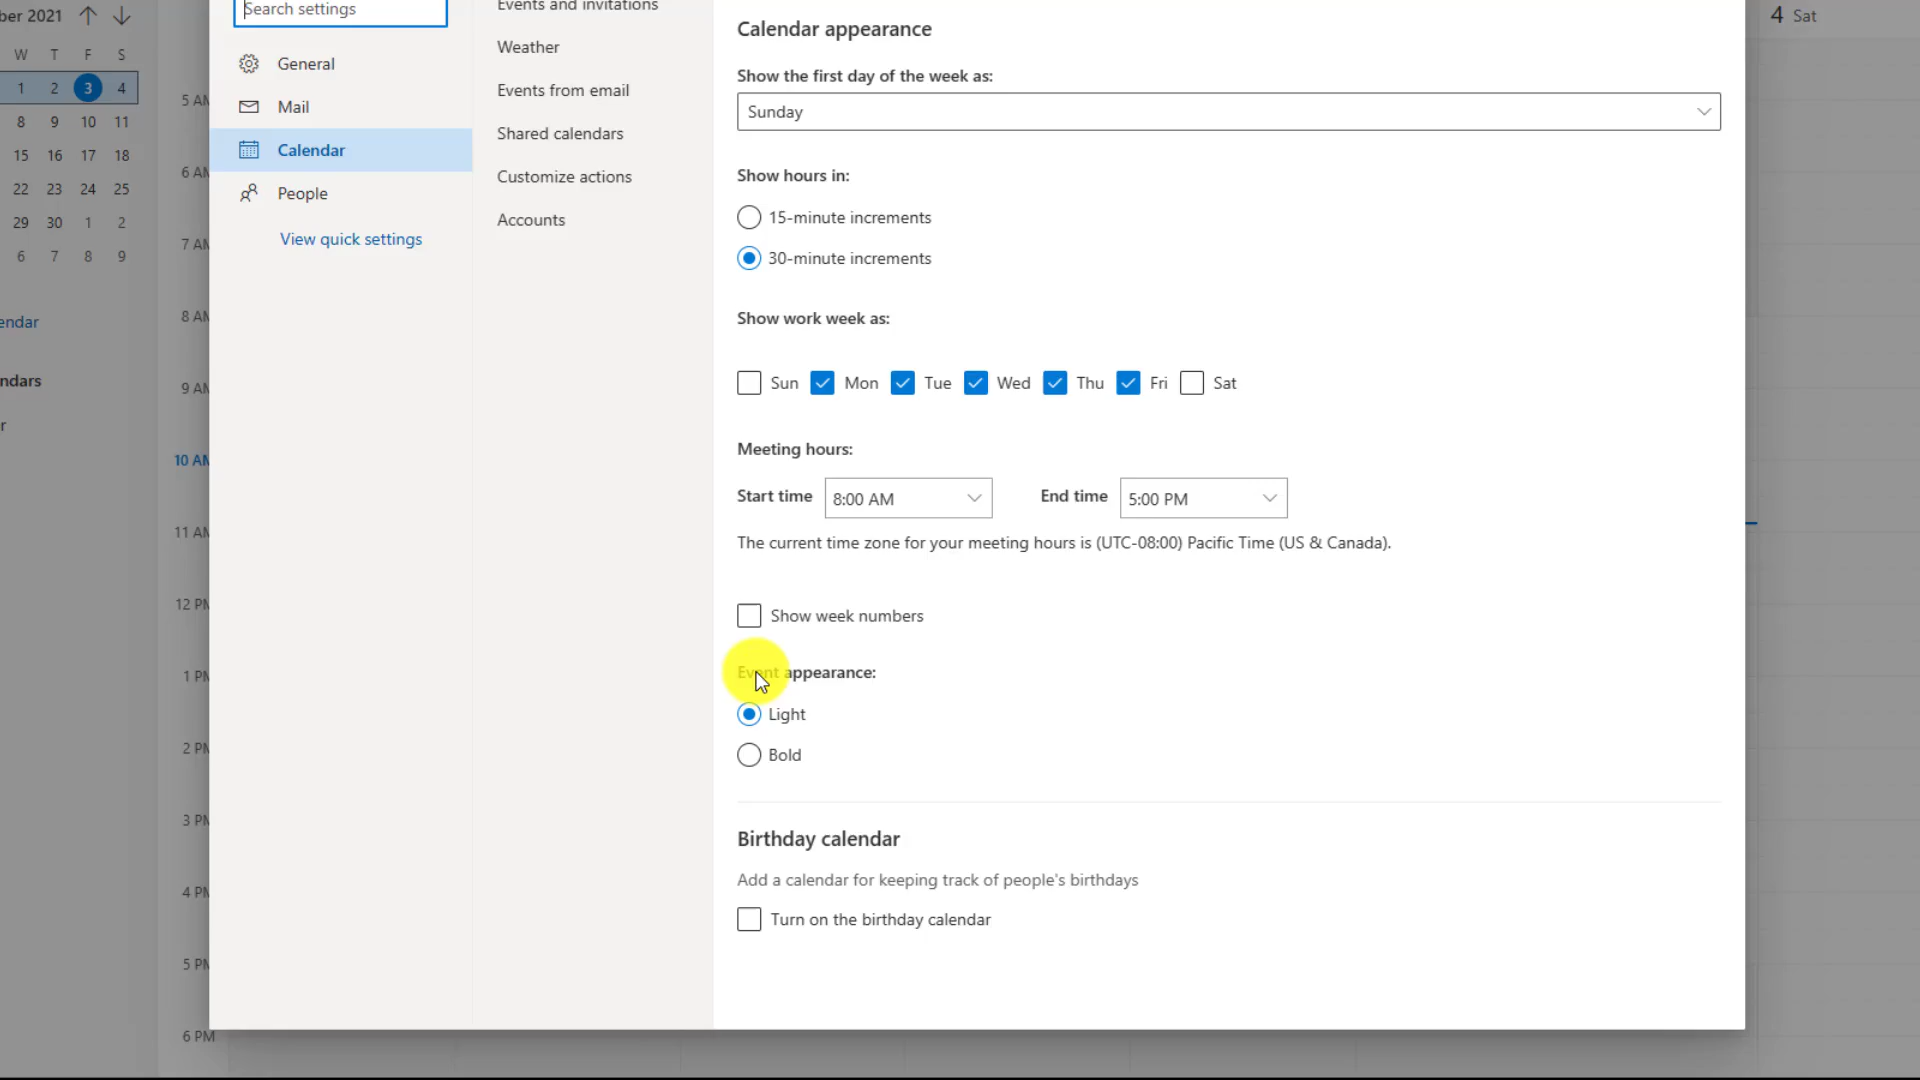 ber 2021
W T F S
1 2 3 4
8 9 10 11
15 16 17 18
22 23 24 25
29 30 1 2
6 7 8 9
endar
ndars
r
5 AM
6 AM
7 AM
8 AM
9 AM
10 AM
11 AM
12 PM
1 PM
2 PM
3 PM
4 PM
5 PM
6 PM
Search settings
General
Mail
Calendar
People
View quick settings
Events and invitations
Weather
Events from email
Shared calendars
Customize actions
Accounts
Calendar appearance
Show the first day of the week as:
Sunday
Show hours in:
15-minute increments
30-minute increments
Show work week as:
Sun Mon Tue Wed Thu Fri Sat
Meeting hours:
Start time 8:00 AM End time 5:00 PM
The current time zone for your meeting hours is (UTC-08:00) Pacific Time (US & Canada).
Show week numbers
Event appearance:
Light
Bold
Birthday calendar
Add a calendar for keeping track of people's birthdays
Turn on the birthday calendar
4 Sat